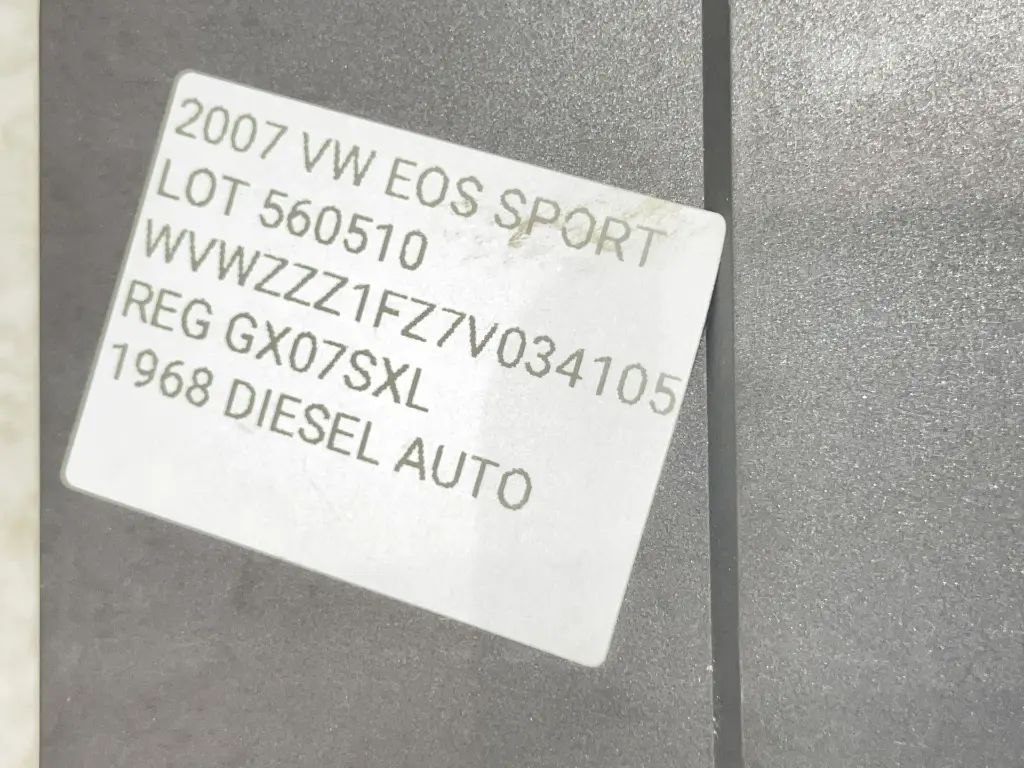 2007 VW EOS SPORT
LOT 560510
WVWZZZ1FZ7V034105
REG GX07SXL
1968 DIESEL AUTO